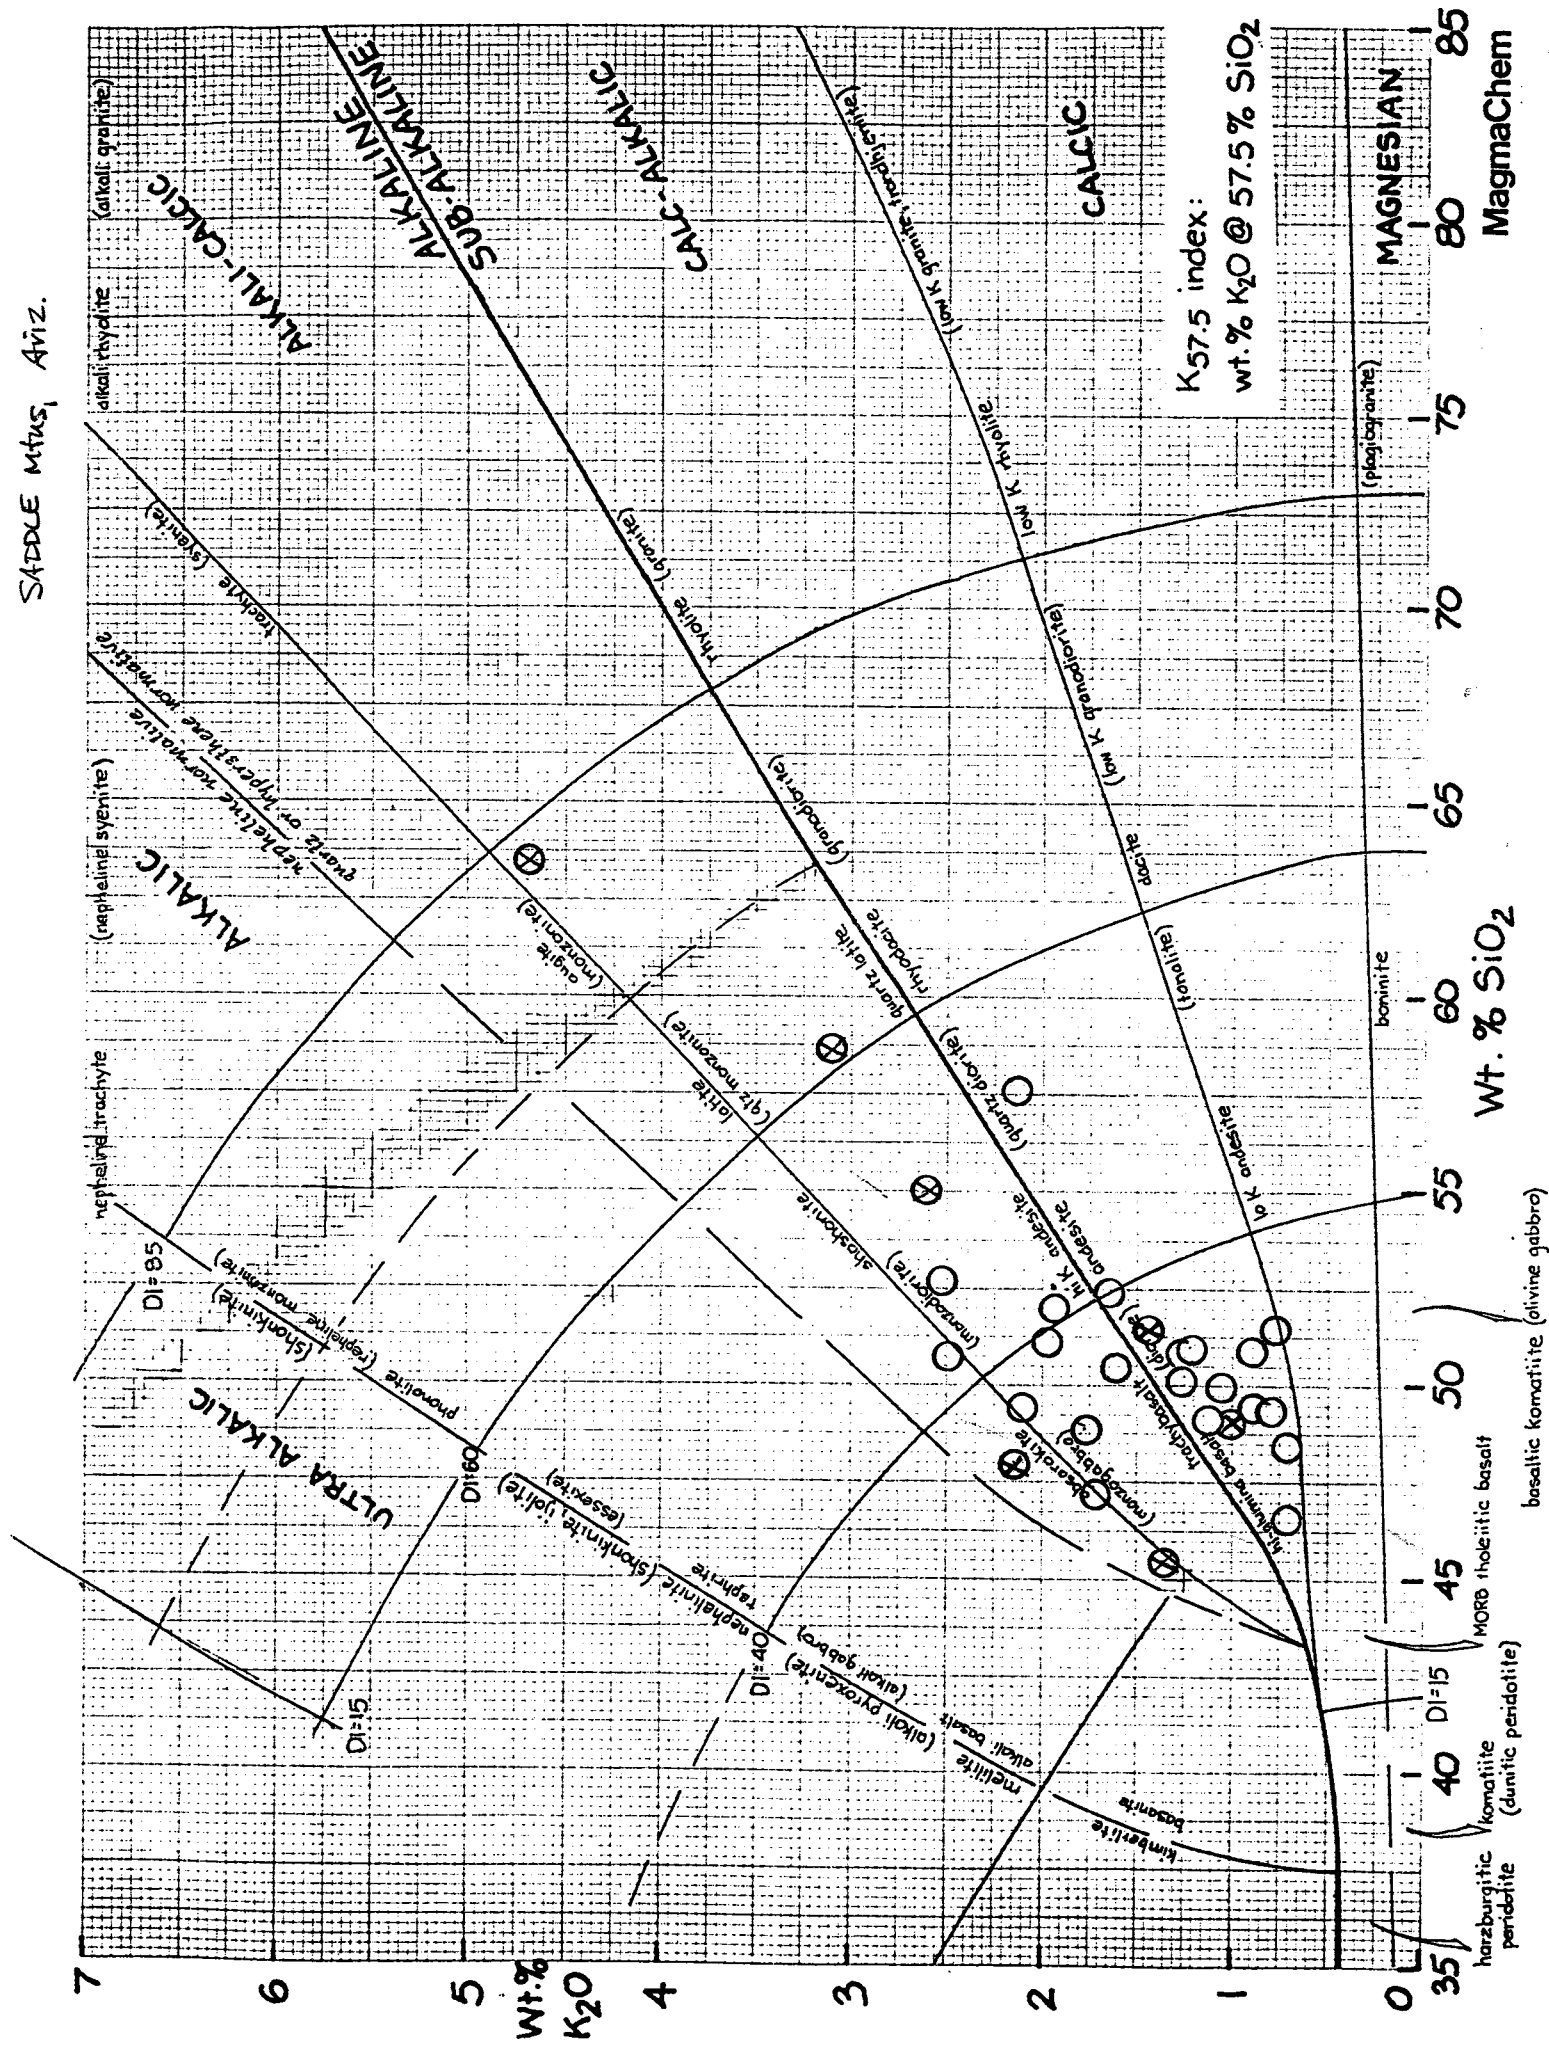 SADDLE Mtns, Ariz.
nepheline trachyte
(nepheline syenite)
alkali rhyolite
(alkali granite)
ALKALIC
ALKALI-CALCIC
nepheline normative
quartz or hypersthene normative
trachyte
(syenite)
ALKALINE
SUB-ALKALINE
CALC-ALKALIC
CALCIC
MAGNESIAN
ULTRA ALKALIC
DI=85
DI=60
DI=40
DI=15
(shonkinite)
(nepheline monzonite)
phonolite
nephelinite (shonkinite, ijolite)
taphrite
(essexite)
melilite
(alkali pyroxenite)
alkali basalt
(alkali gabbro)
kimberlite
basanite
absarokite
(monzogabbro)
shoshonite
(monzodiorite)
latite
(qtz monzonite)
augite
(monzonite)
hi-alumina basalt
trachybasalt
(diorite)
hi K andesite
andesite
(quartz diorite)
quartz latite
rhyodacite
(granodiorite)
rhyolite
(granite)
lo K andesite
(tonalite)
dacite
(low K granodiorite)
low K rhyolite
(low K granite, trondhjemite)
boninite
(plagiogranite)
K57.5 index:
wt.% K2O @ 57.5% SiO2
7
6
5
Wt.%
K2O
4
3
2
1
0
35
40
45
50
55
60
65
70
75
80
85
DI=15
Wt. % SiO2
MagmaChem
harzburgitic
peridotite
komatiite
(dunitic peridotite)
MORB tholeiitic basalt
basaltic komatiite (olivine gabbro)